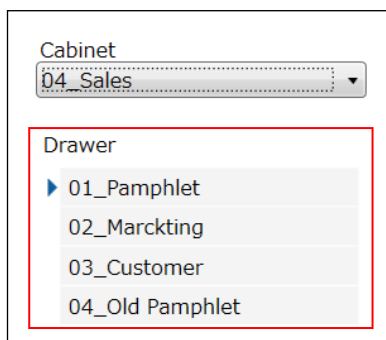 Cabinet
04_Sales
Drawer
01_Pamphlet
02_Marckting
03_Customer
04_Old Pamphlet